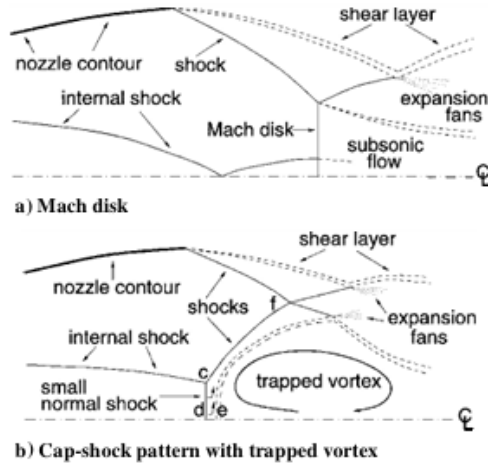 shear layer
nozzle contour
shock
internal shock
expansion
fans
Mach disk
subsonic
flow
℄
a) Mach disk
shear layer
nozzle contour
shocks
f
expansion
fans
internal shock
c
small
normal shock
d
e
trapped vortex
℄
b) Cap-shock pattern with trapped vortex